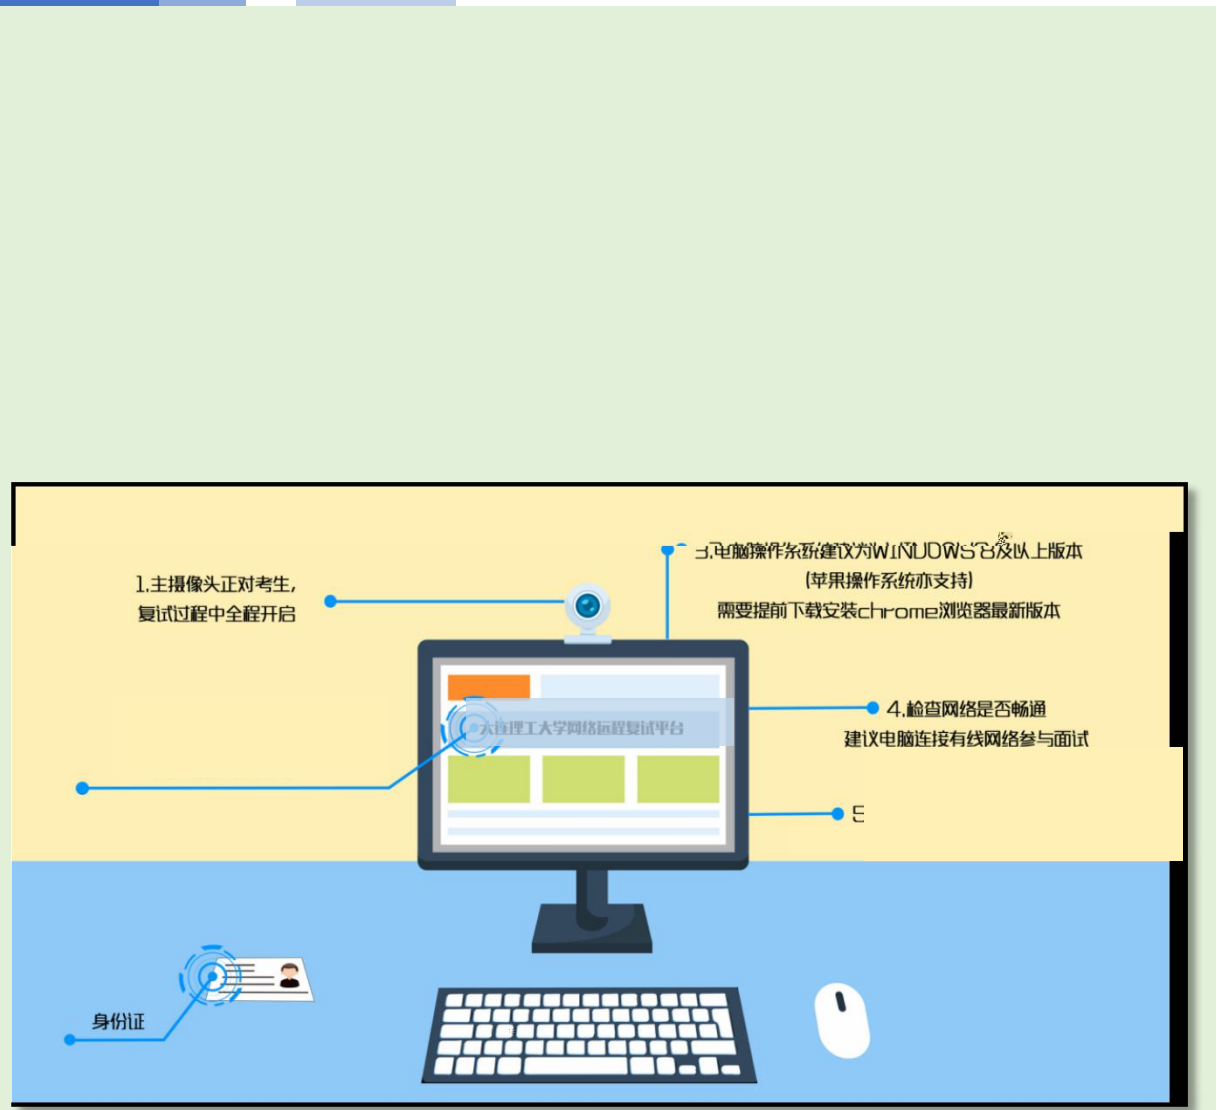 1.主摄像头正对考生,
复试过程中全程开启
3.电脑操作系统建议为WINDOWS 8及以上版本
(苹果操作系统亦支持)
需要提前下载安装chrome浏览器最新版本
大连理工大学网络远程复试平台
4.检查网络是否畅通
建议电脑连接有线网络参与面试
身份证